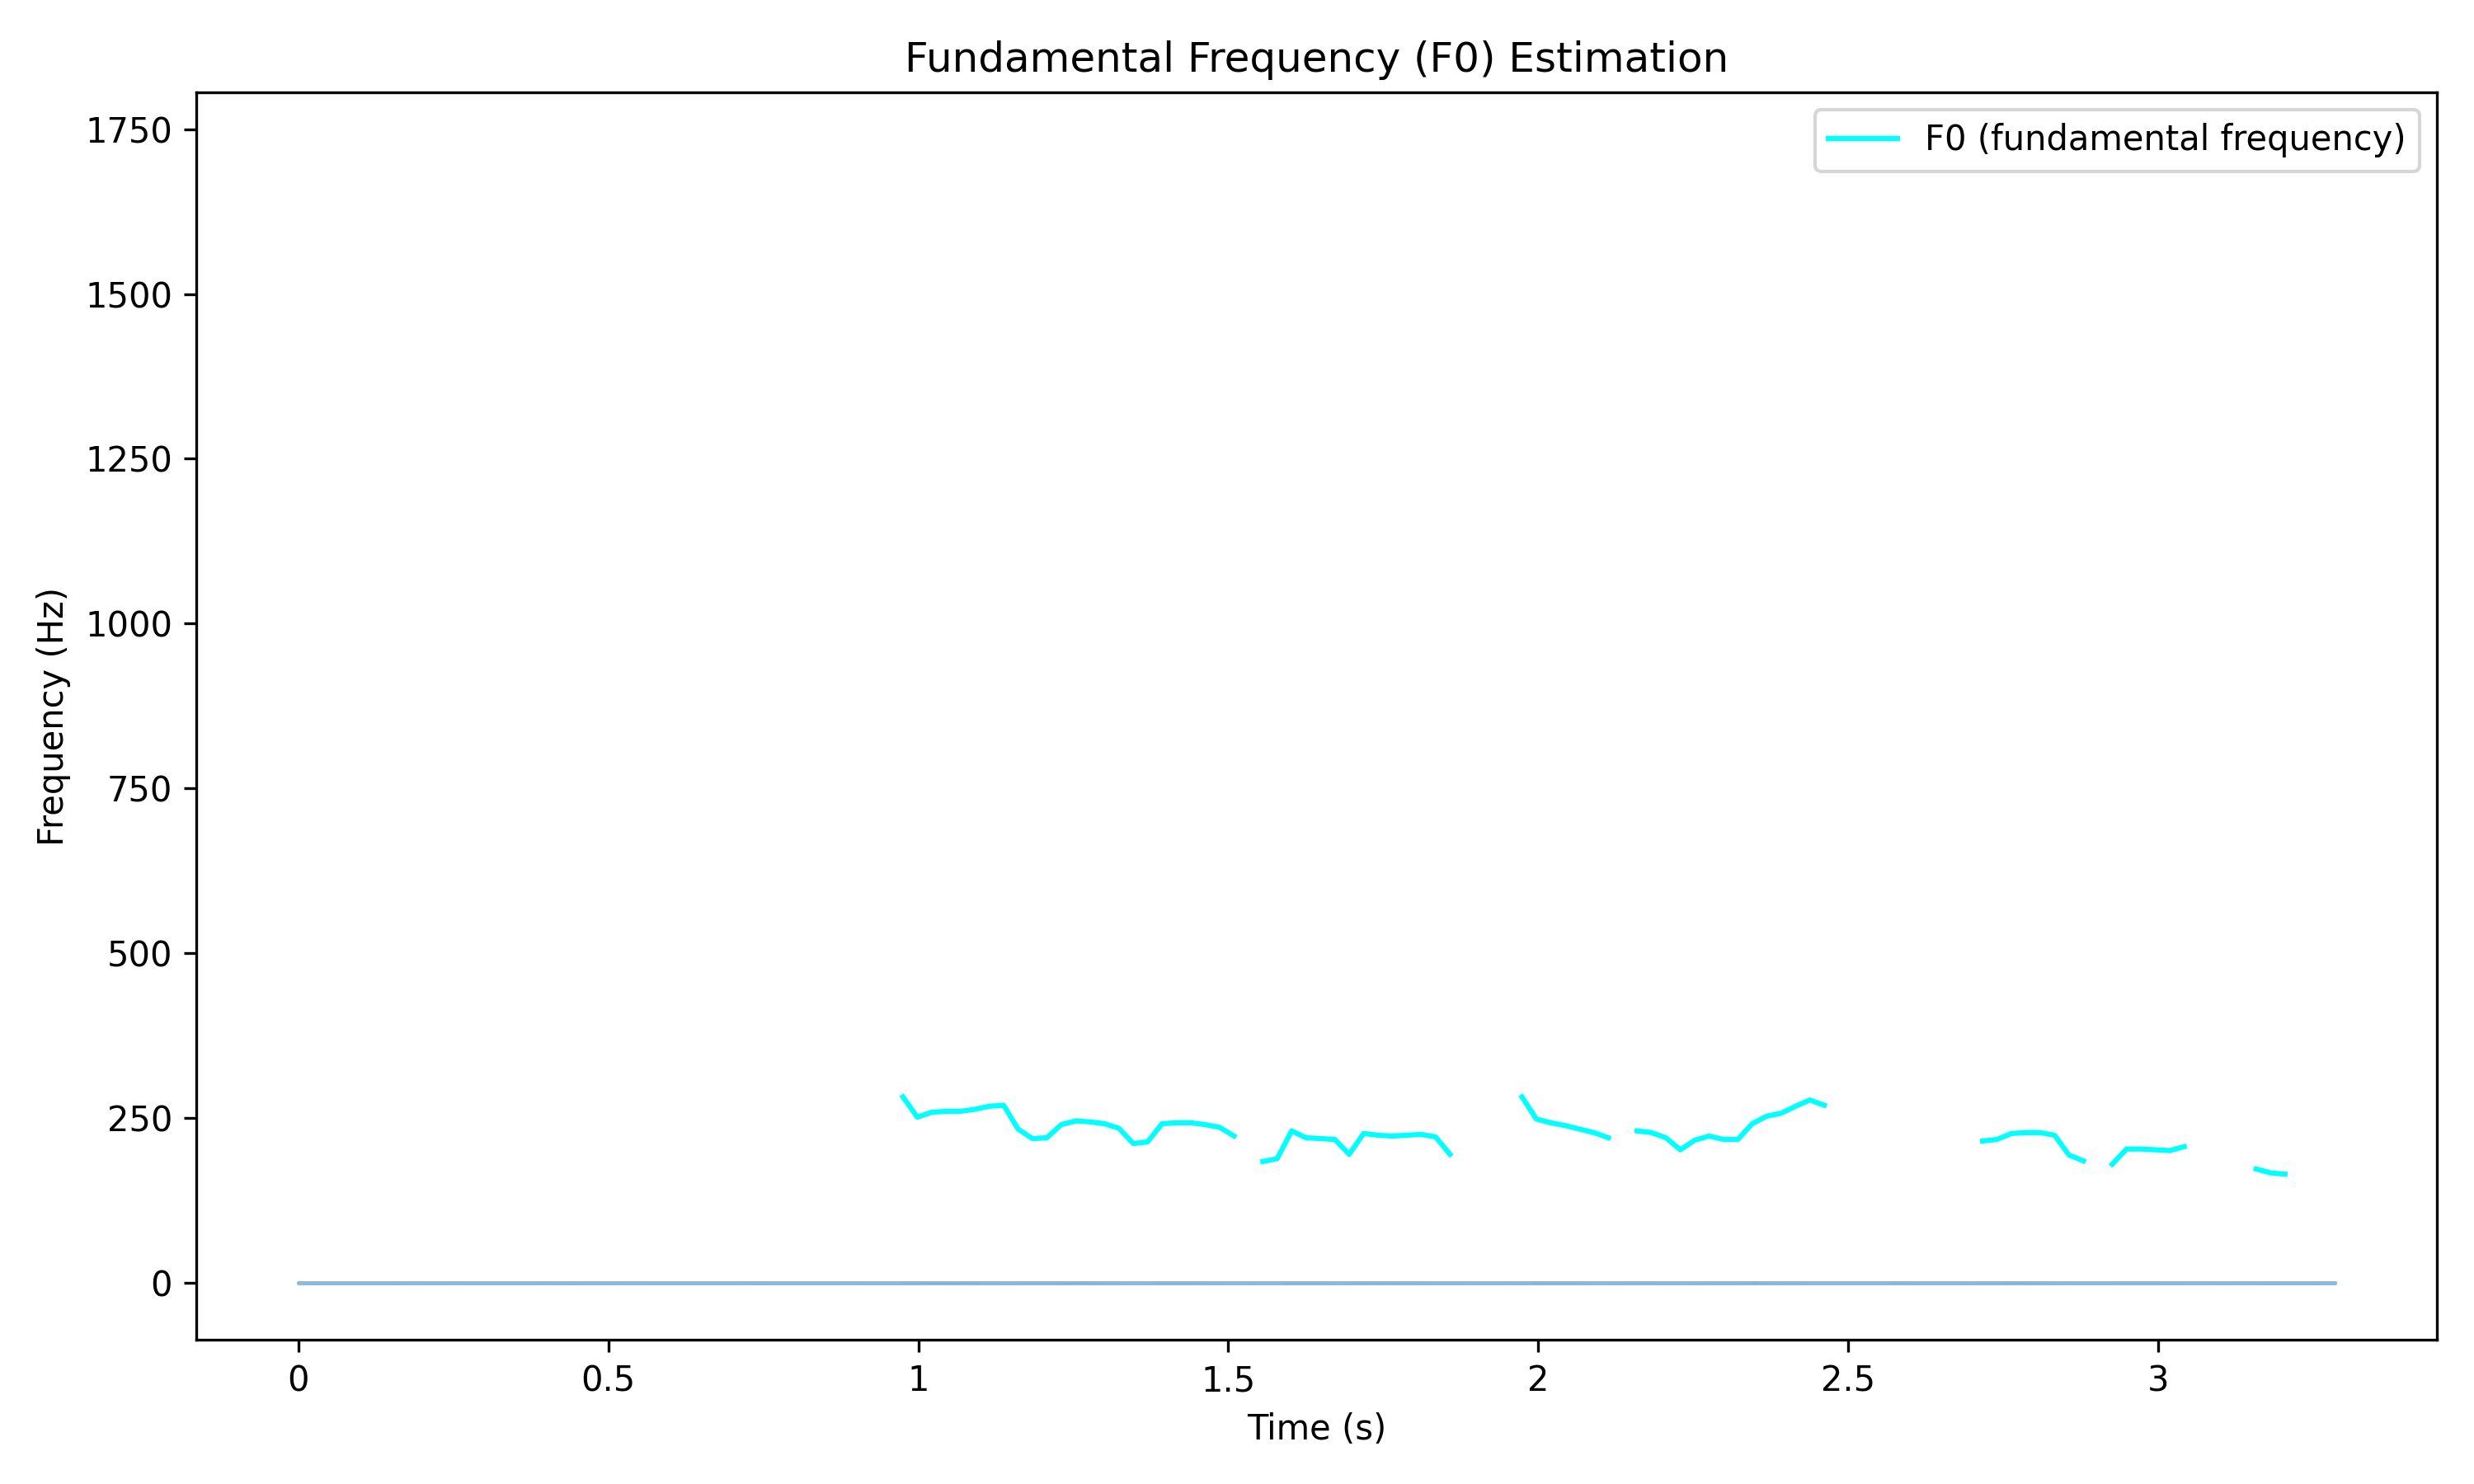 Fundamental Frequency (F0) Estimation
F0 (fundamental frequency)
1750
1500
1250
1000
750
500
250
0
Frequency (Hz)
0 0.5 1 1.5 2 2.5 3
Time (s)